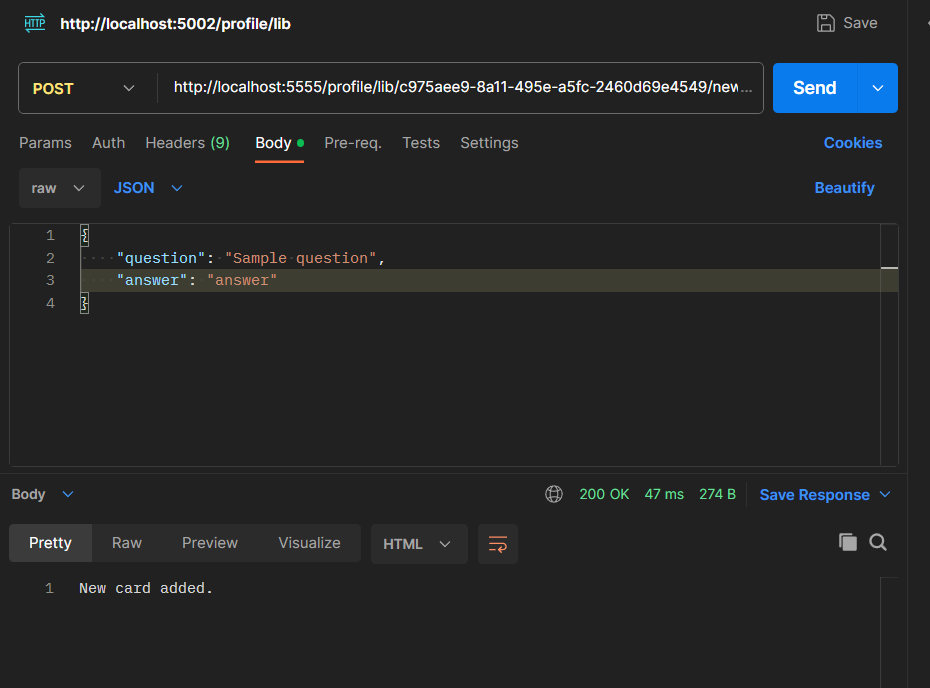 HTTP http://localhost:5002/profile/lib Save
POST http://localhost:5555/profile/lib/c975aee9-8a11-495e-a5fc-2460d69e4549/new... Send
Params Auth Headers (9) Body Pre-req. Tests Settings Cookies
raw JSON Beautify
1 {
2 "question": "Sample question",
3 "answer": "answer"
4 }
Body 200 OK 47 ms 274 B Save Response
Pretty Raw Preview Visualize HTML
1 New card added.